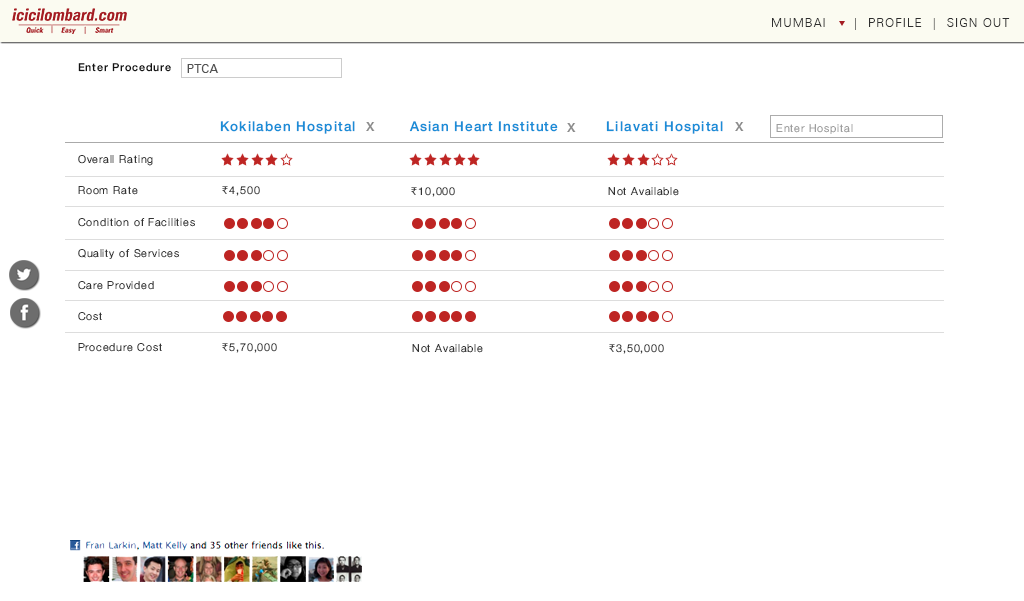 icicilombard.com
Quick | Easy | Smart
MUMBAI | PROFILE | SIGN OUT
Enter Procedure PTCA
Kokilaben Hospital X Asian Heart Institute X Lilavati Hospital X Enter Hospital
Overall Rating
Room Rate ₹4,500 ₹10,000 Not Available
Condition of Facilities
Quality of Services
Care Provided
Cost
Procedure Cost ₹5,70,000 Not Available ₹3,50,000
f Fran Larkin, Matt Kelly and 35 other friends like this.